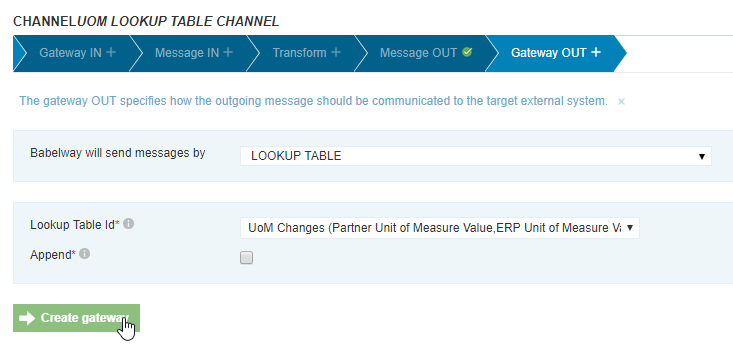 CHANNELUOM LOOKUP TABLE CHANNEL
Gateway IN + Message IN + Transform + Message OUT Gateway OUT +
The gateway OUT specifies how the outgoing message should be communicated to the target external system. ×
Babelway will send messages by LOOKUP TABLE
Lookup Table Id* UoM Changes (Partner Unit of Measure Value,ERP Unit of Measure Va
Append*
Create gateway